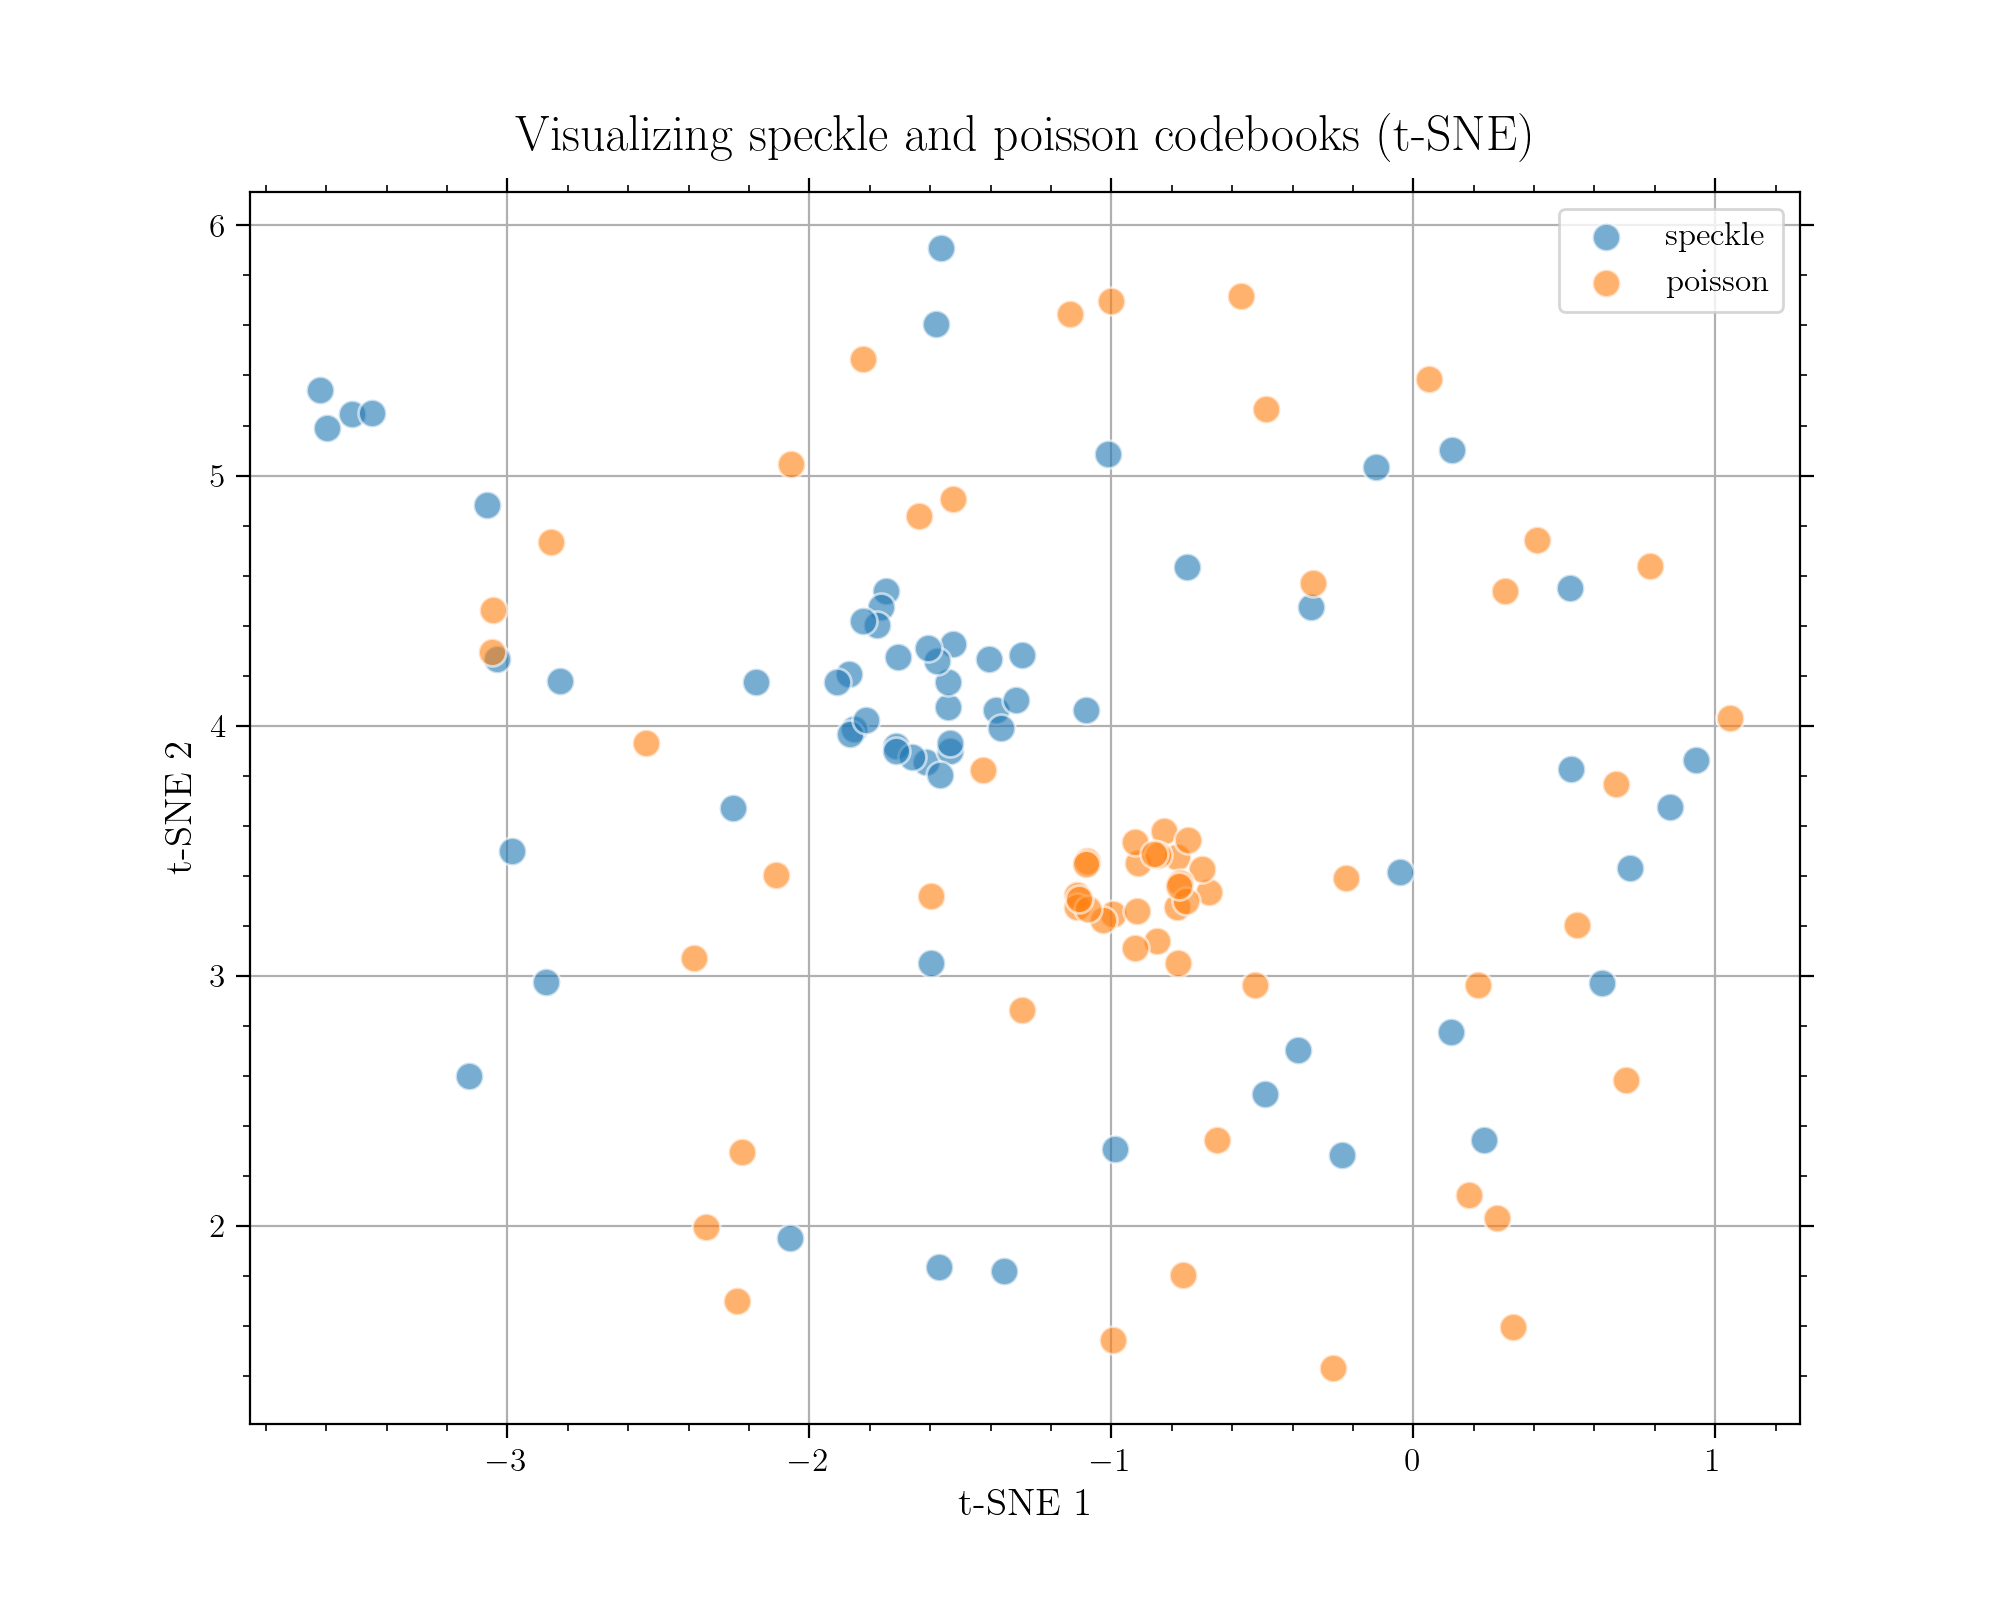 Visualizing speckle and poisson codebooks (t-SNE)
speckle
poisson
6
5
4
3
2
t-SNE 2
−3 −2 −1 0 1
t-SNE 1